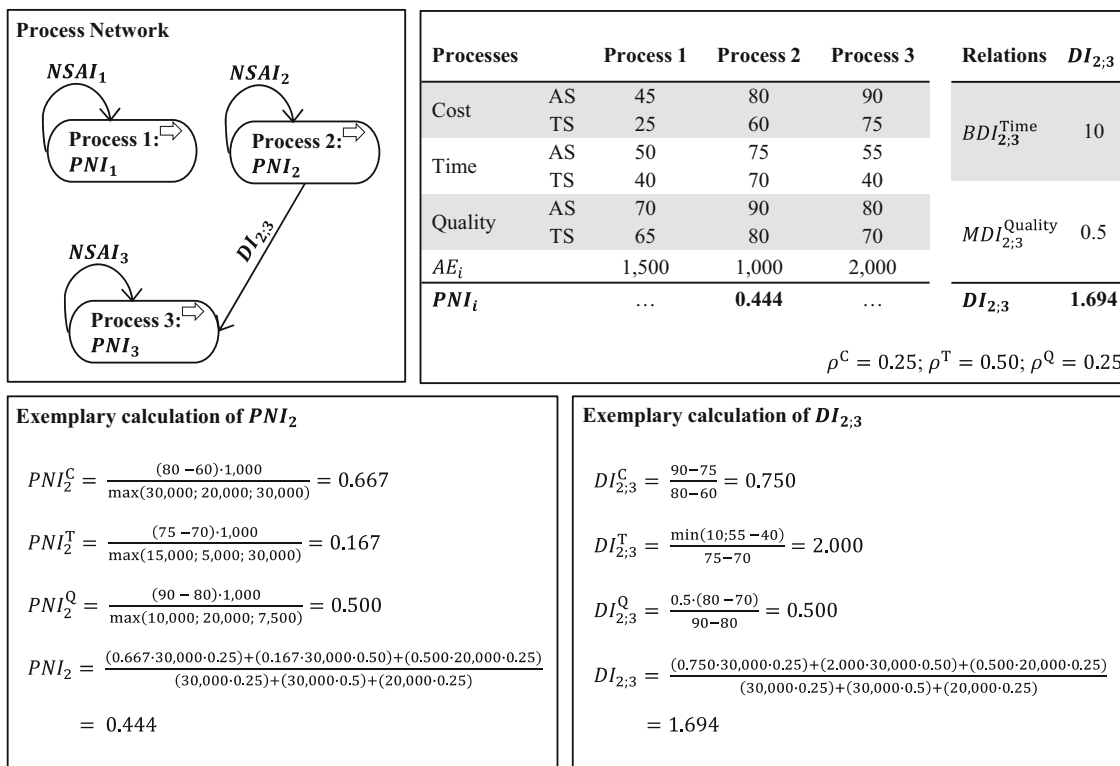 Process Network
NSAI₁
NSAI₂
Process 1:
PNI₁
Process 2:
PNI₂
DI₂;₃
NSAI₃
Process 3:
PNI₃
Processes Process 1 Process 2 Process 3
Cost AS 45 80 90
TS 25 60 75
Time AS 50 75 55
TS 40 70 40
Quality AS 70 90 80
TS 65 80 70
AEᵢ 1,500 1,000 2,000
PNIᵢ … 0.444 …
Relations DI₂;₃
BDI₂;₃^Time 10
MDI₂;₃^Quality 0.5
DI₂;₃ 1.694
ρ^C = 0.25; ρ^T = 0.50; ρ^Q = 0.25
Exemplary calculation of PNI₂
PNI₂^C = (80 −60)·1,000 / max(30,000; 20,000; 30,000) = 0.667
PNI₂^T = (75 −70)·1,000 / max(15,000; 5,000; 30,000) = 0.167
PNI₂^Q = (90 − 80)·1,000 / max(10,000; 20,000; 7,500) = 0.500
PNI₂ = (0.667·30,000·0.25)+(0.167·30,000·0.50)+(0.500·20,000·0.25) / (30,000·0.25)+(30,000·0.5)+(20,000·0.25)
= 0.444
Exemplary calculation of DI₂;₃
DI₂;₃^C = 90−75 / 80−60 = 0.750
DI₂;₃^T = min(10;55 −40) / 75−70 = 2.000
DI₂;₃^Q = 0.5·(80 −70) / 90−80 = 0.500
DI₂;₃ = (0.750·30,000·0.25)+(2.000·30,000·0.50)+(0.500·20,000·0.25) / (30,000·0.25)+(30,000·0.5)+(20,000·0.25)
= 1.694